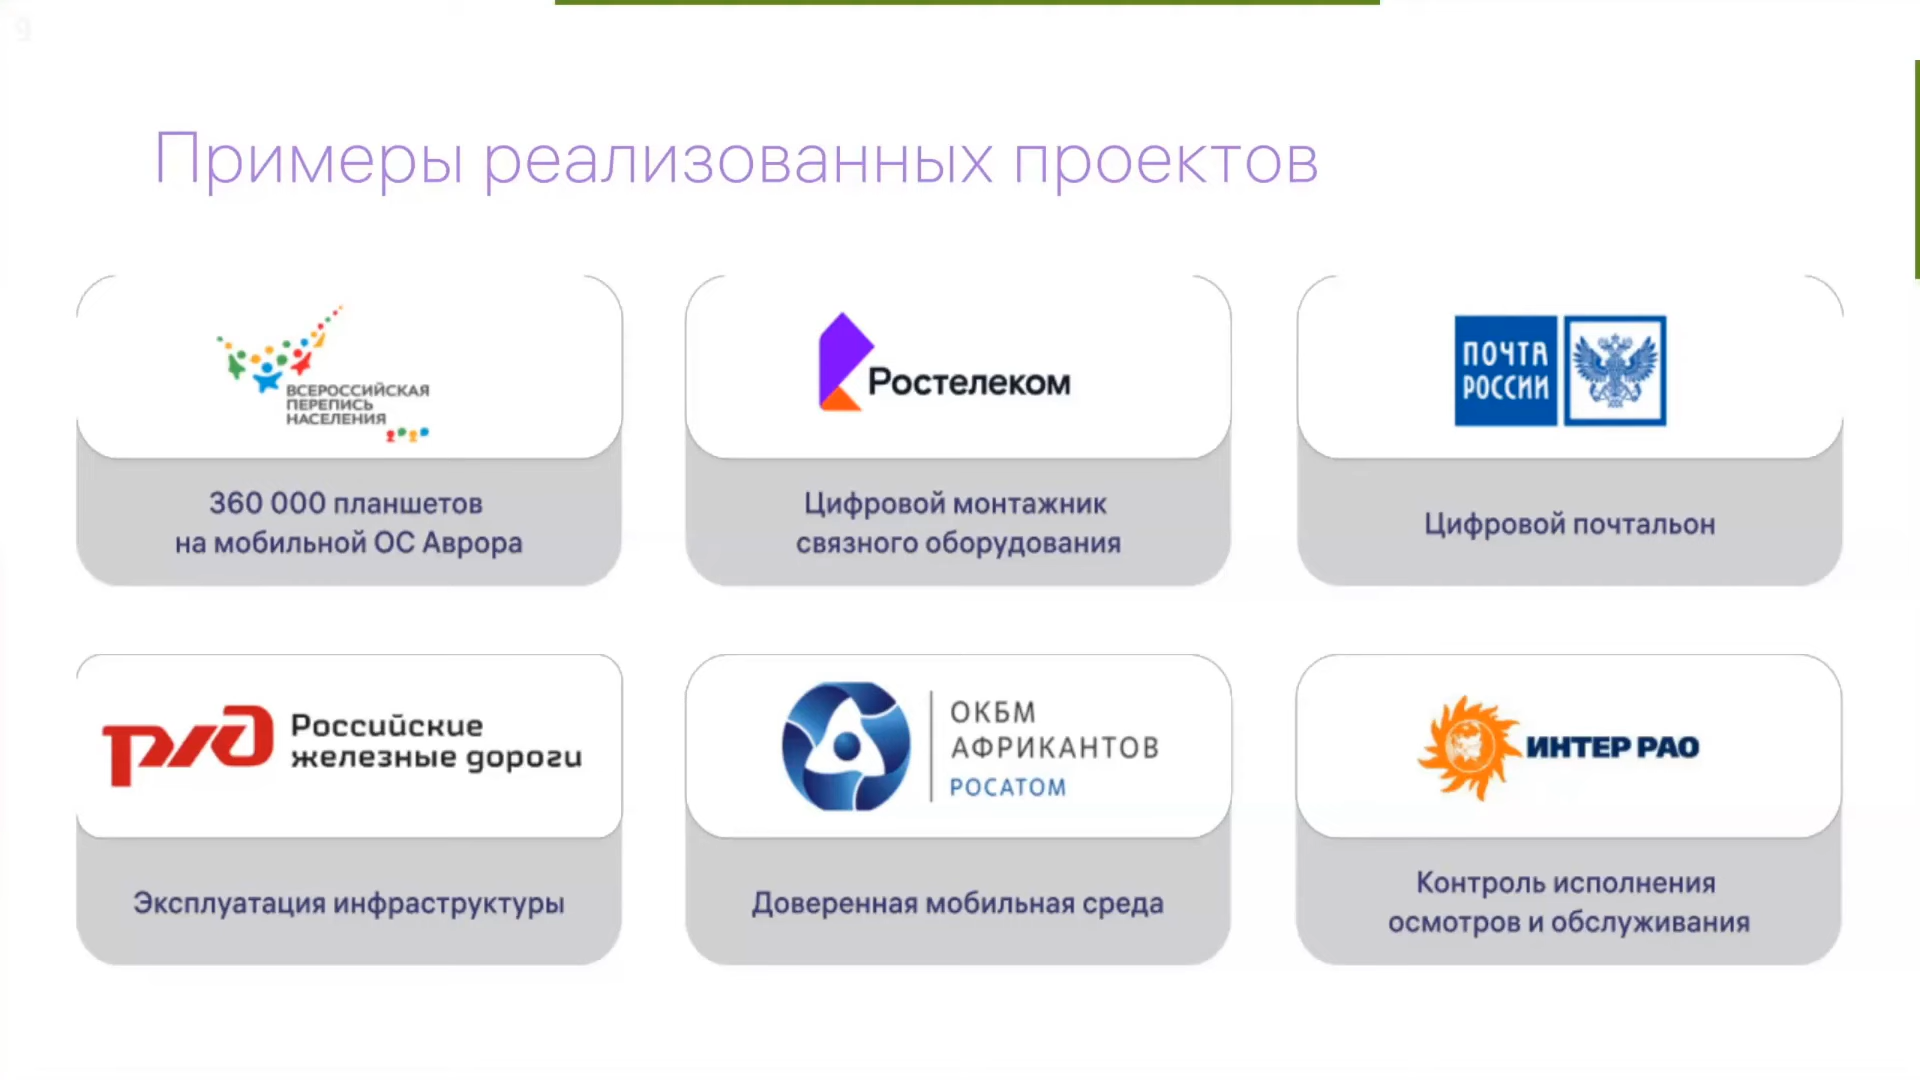 Примеры реализованных проектов
ВСЕРОССИЙСКАЯ
ПЕРЕПИСЬ
НАСЕЛЕНИЯ
360 000 планшетов
на мобильной ОС Аврора
Ростелеком
Цифровой монтажник
связного оборудования
ПОЧТА
РОССИИ
Цифровой почтальон
РЖД
Российские
железные дороги
Эксплуатация инфраструктуры
ОКБМ
АФРИКАНТОВ
РОСАТОМ
Доверенная мобильная среда
ИНТЕР РАО
Контроль исполнения
осмотров и обслуживания